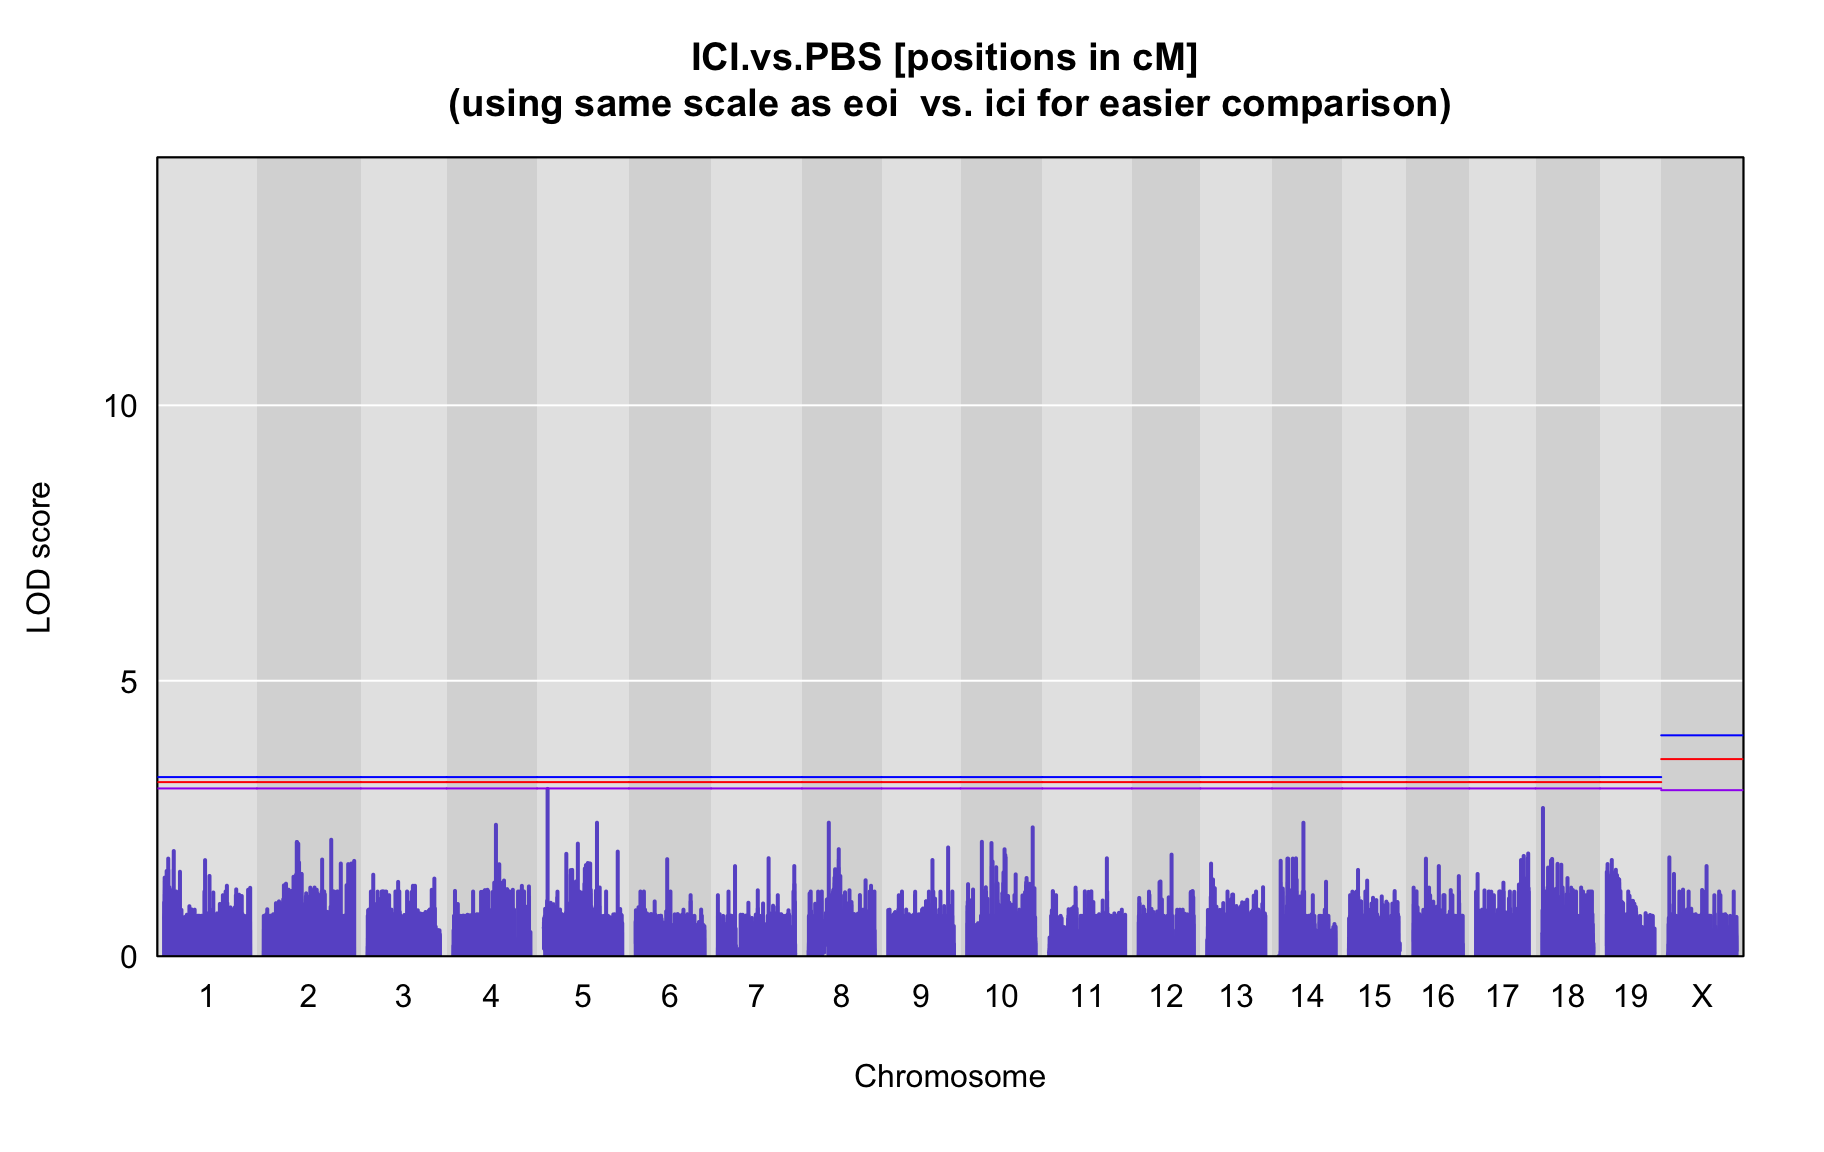 ICI.vs.PBS [positions in cM]
(using same scale as eoi  vs. ici for easier comparison)
10
5
0
LOD score
1 2 3 4 5 6 7 8 9 10 11 12 13 14 15 16 17 18 19 X
Chromosome